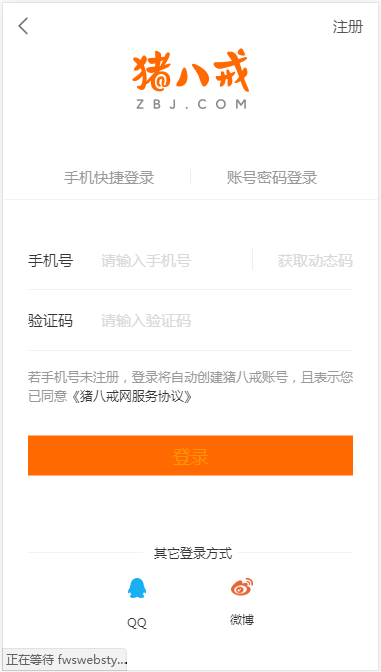 注册
猪八戒
ZBJ.COM
手机快捷登录 账号密码登录
手机号 请输入手机号 获取动态码
验证码 请输入验证码
若手机号未注册，登录将自动创建猪八戒账号，且表示您
已同意《猪八戒网服务协议》
登录
其它登录方式
QQ 微博
正在等待 fwswebsty...